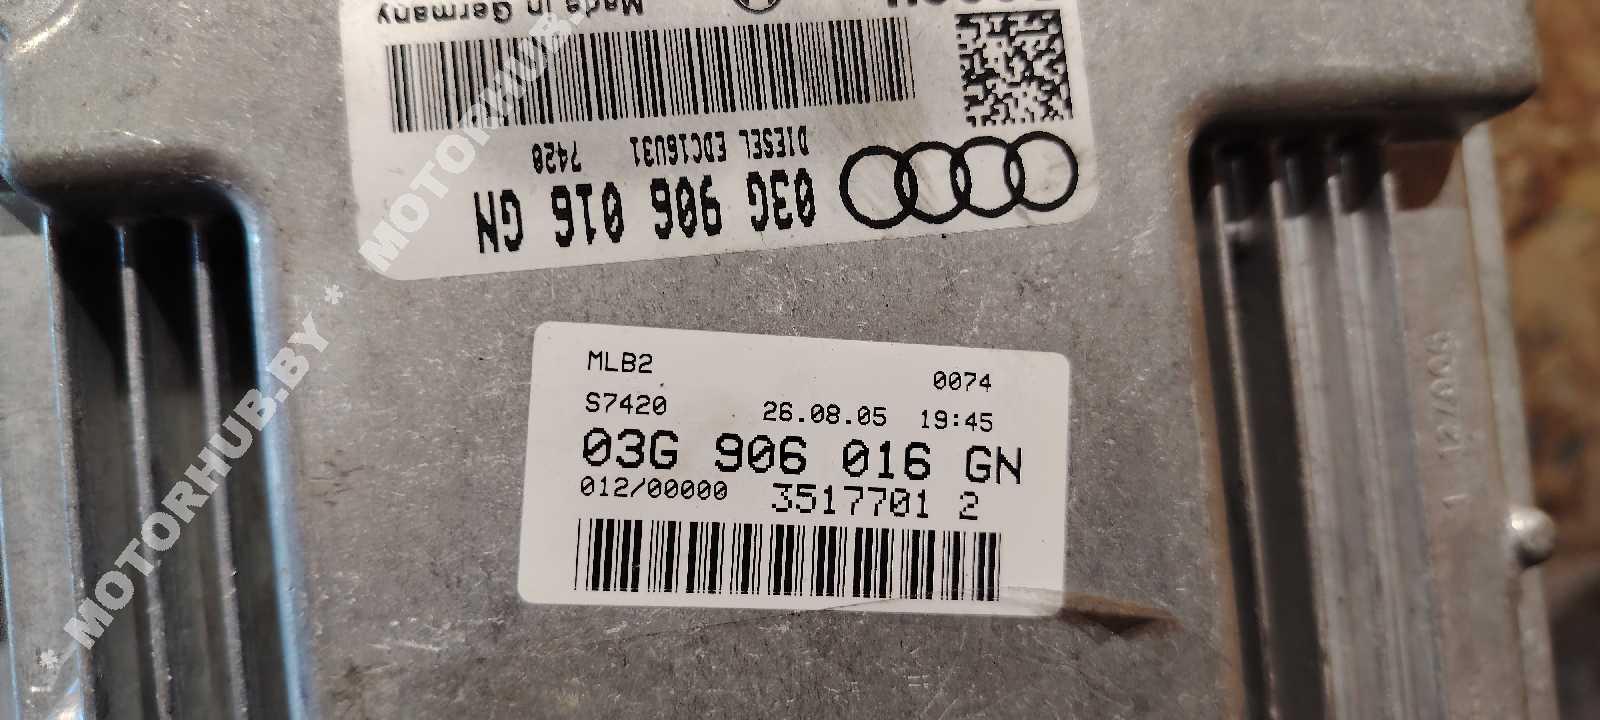 Made in Germany
DIESEL EDC16U31 7420
03G 906 016 GN
MLB2 0074
S7420 26.08.05 19:45
03G 906 016 GN
012/00000 3517701 2
* MOTORHUB.BY * MOTORHUB.